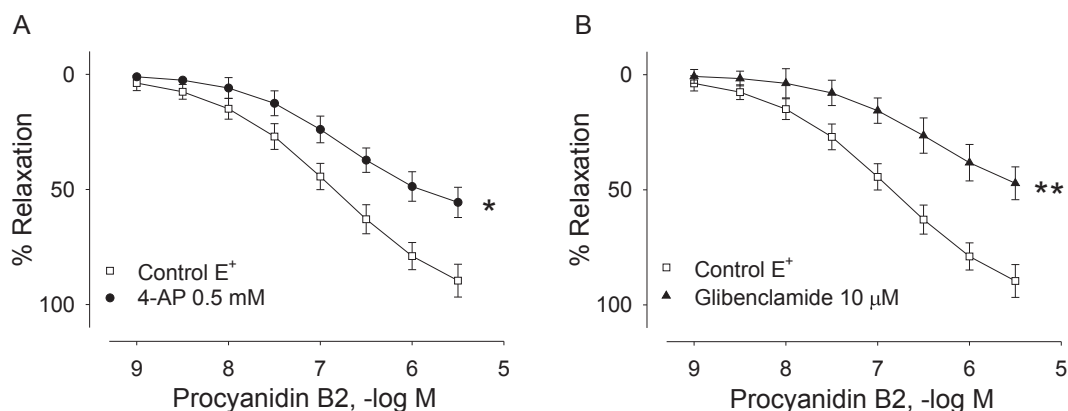 A
0
50
100
% Relaxation
Control E+
4-AP 0.5 mM
*
9 8 7 6 5
Procyanidin B2, -log M
B
0
50
100
% Relaxation
Control E+
Glibenclamide 10 μM
**
9 8 7 6 5
Procyanidin B2, -log M